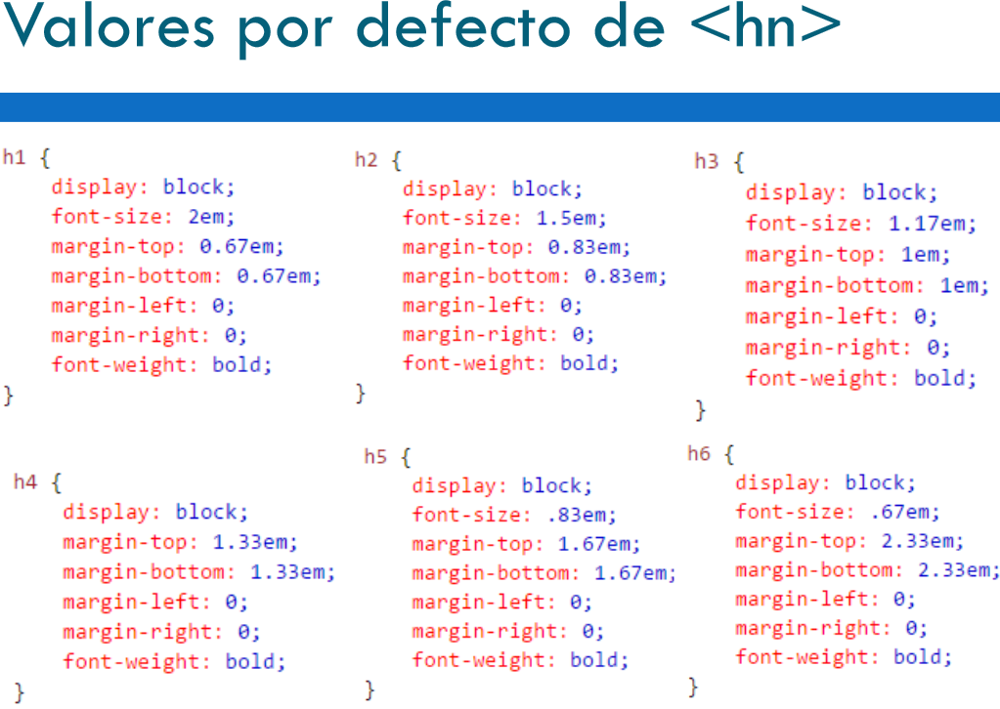 Valores por defecto de <hn>
h1 {
display: block;
font-size: 2em;
margin-top: 0.67em;
margin-bottom: 0.67em;
margin-left: 0;
margin-right: 0;
font-weight: bold;
}
h2 {
display: block;
font-size: 1.5em;
margin-top: 0.83em;
margin-bottom: 0.83em;
margin-left: 0;
margin-right: 0;
font-weight: bold;
}
h3 {
display: block;
font-size: 1.17em;
margin-top: 1em;
margin-bottom: 1em;
margin-left: 0;
margin-right: 0;
font-weight: bold;
}
h4 {
display: block;
margin-top: 1.33em;
margin-bottom: 1.33em;
margin-left: 0;
margin-right: 0;
font-weight: bold;
}
h5 {
display: block;
font-size: .83em;
margin-top: 1.67em;
margin-bottom: 1.67em;
margin-left: 0;
margin-right: 0;
font-weight: bold;
}
h6 {
display: block;
font-size: .67em;
margin-top: 2.33em;
margin-bottom: 2.33em;
margin-left: 0;
margin-right: 0;
font-weight: bold;
}